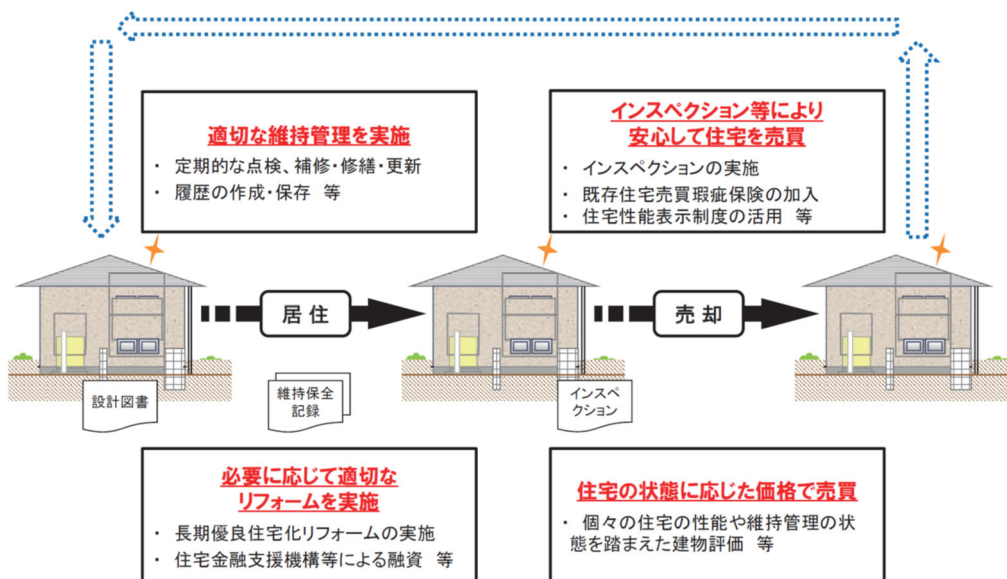 適切な維持管理を実施
・ 定期的な点検、補修・修繕・更新
・ 履歴の作成・保存 等
インスペクション等により
安心して住宅を売買
・ インスペクションの実施
・ 既存住宅売買瑕疵保険の加入
・ 住宅性能表示制度の活用 等
居 住
売 却
設計図書
維持保全
記録
インスペ
クション
必要に応じて適切な
リフォームを実施
・ 長期優良住宅化リフォームの実施
・ 住宅金融支援機構等による融資 等
住宅の状態に応じた価格で売買
・ 個々の住宅の性能や維持管理の状
態を踏まえた建物評価 等